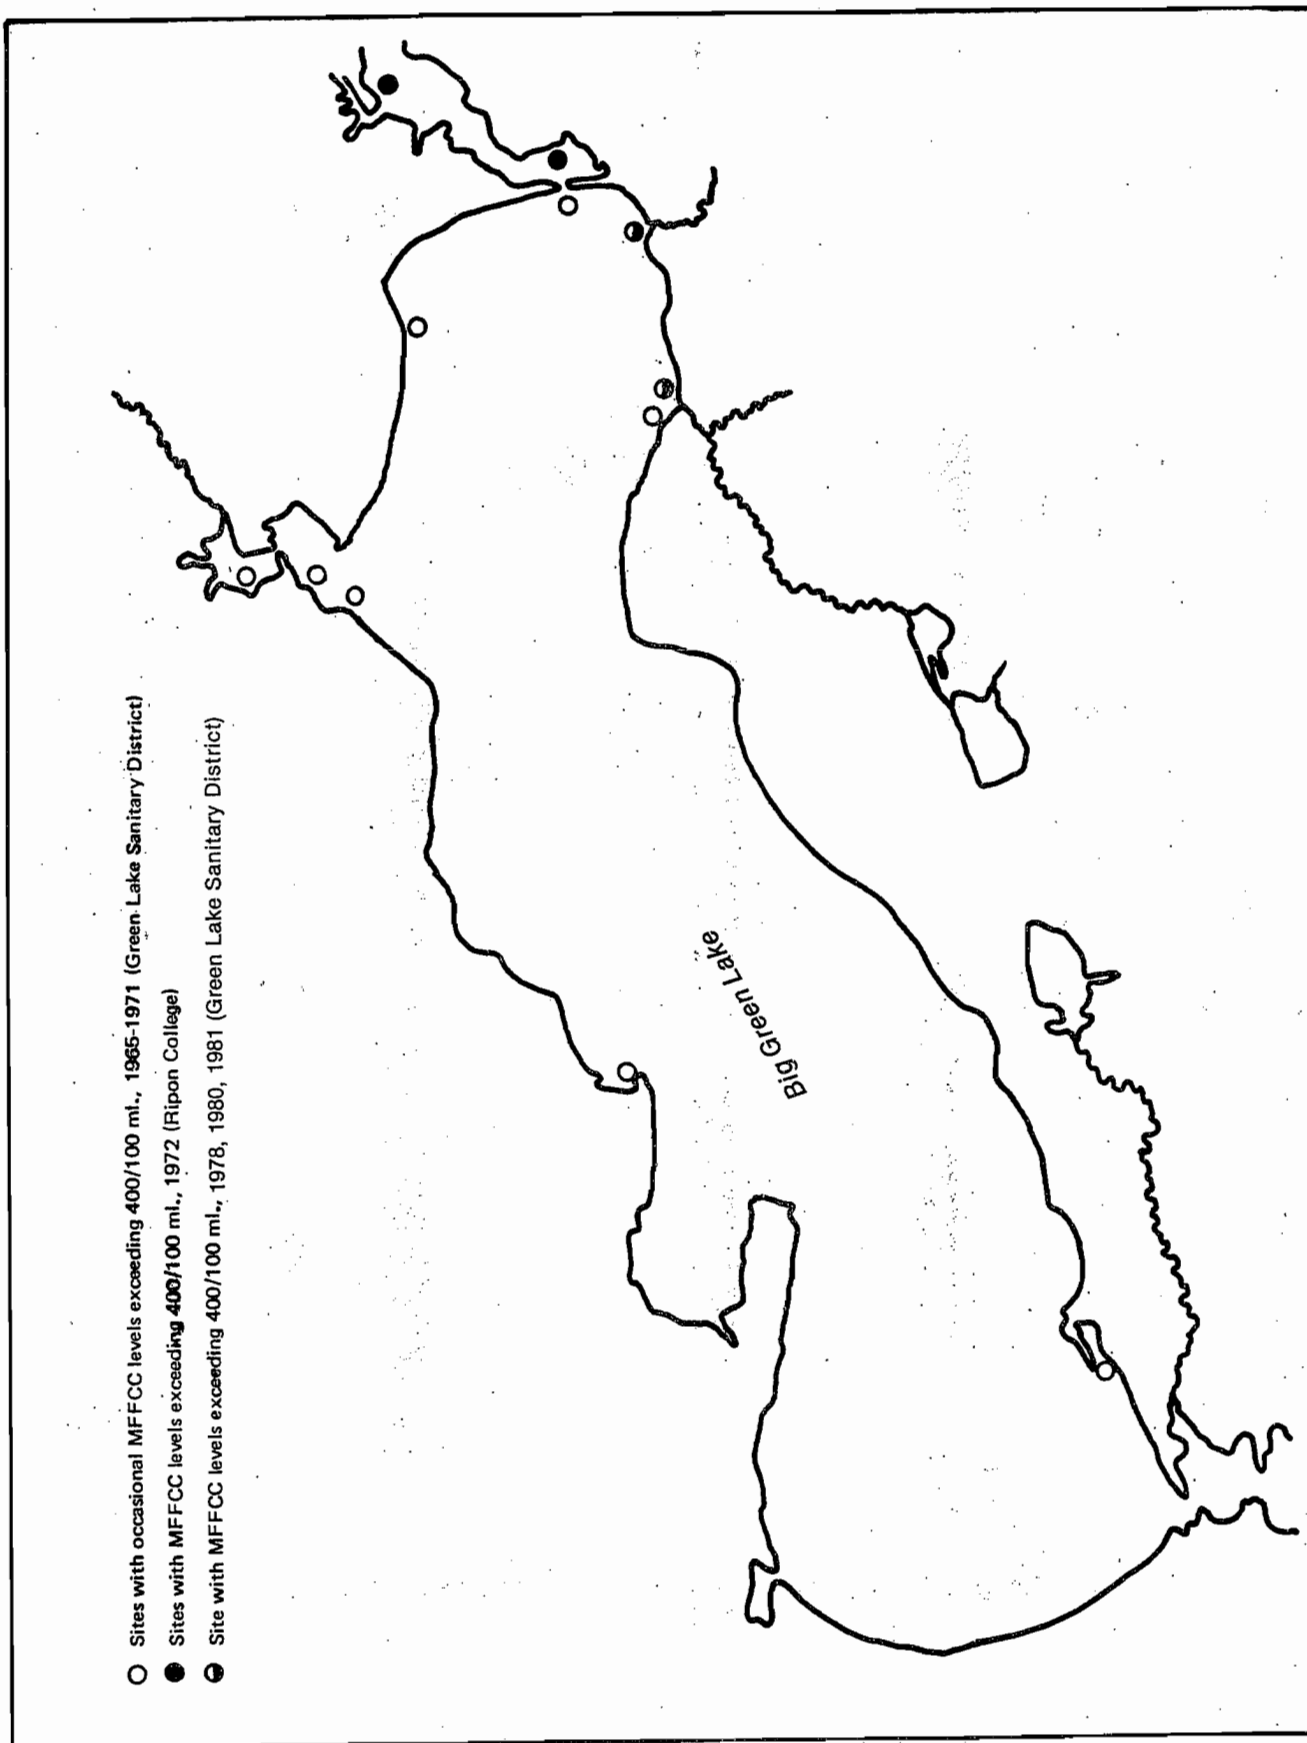 Sites with occasional MFFCC levels exceeding 400/100 ml., 1965-1971 (Green Lake Sanitary District)
Sites with MFFCC levels exceeding 400/100 ml., 1972 (Ripon College)
Site with MFFCC levels exceeding 400/100 ml., 1978, 1980, 1981 (Green Lake Sanitary District)
Big Green Lake